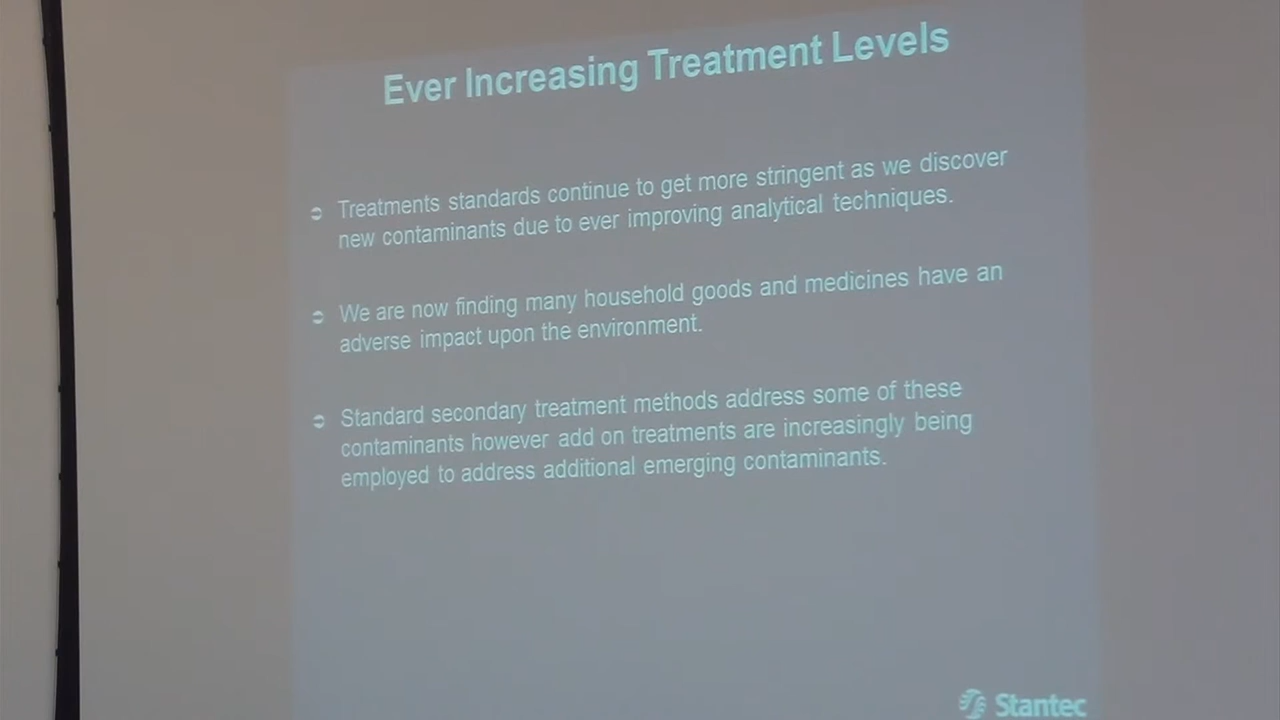 Ever Increasing Treatment Levels
Treatments standards continue to get more stringent as we discover
new contaminants due to ever improving analytical techniques.
We are now finding many household goods and medicines have an
adverse impact upon the environment.
Standard secondary treatment methods address some of these
contaminants however add on treatments are increasingly being
employed to address additional emerging contaminants.
Stantec